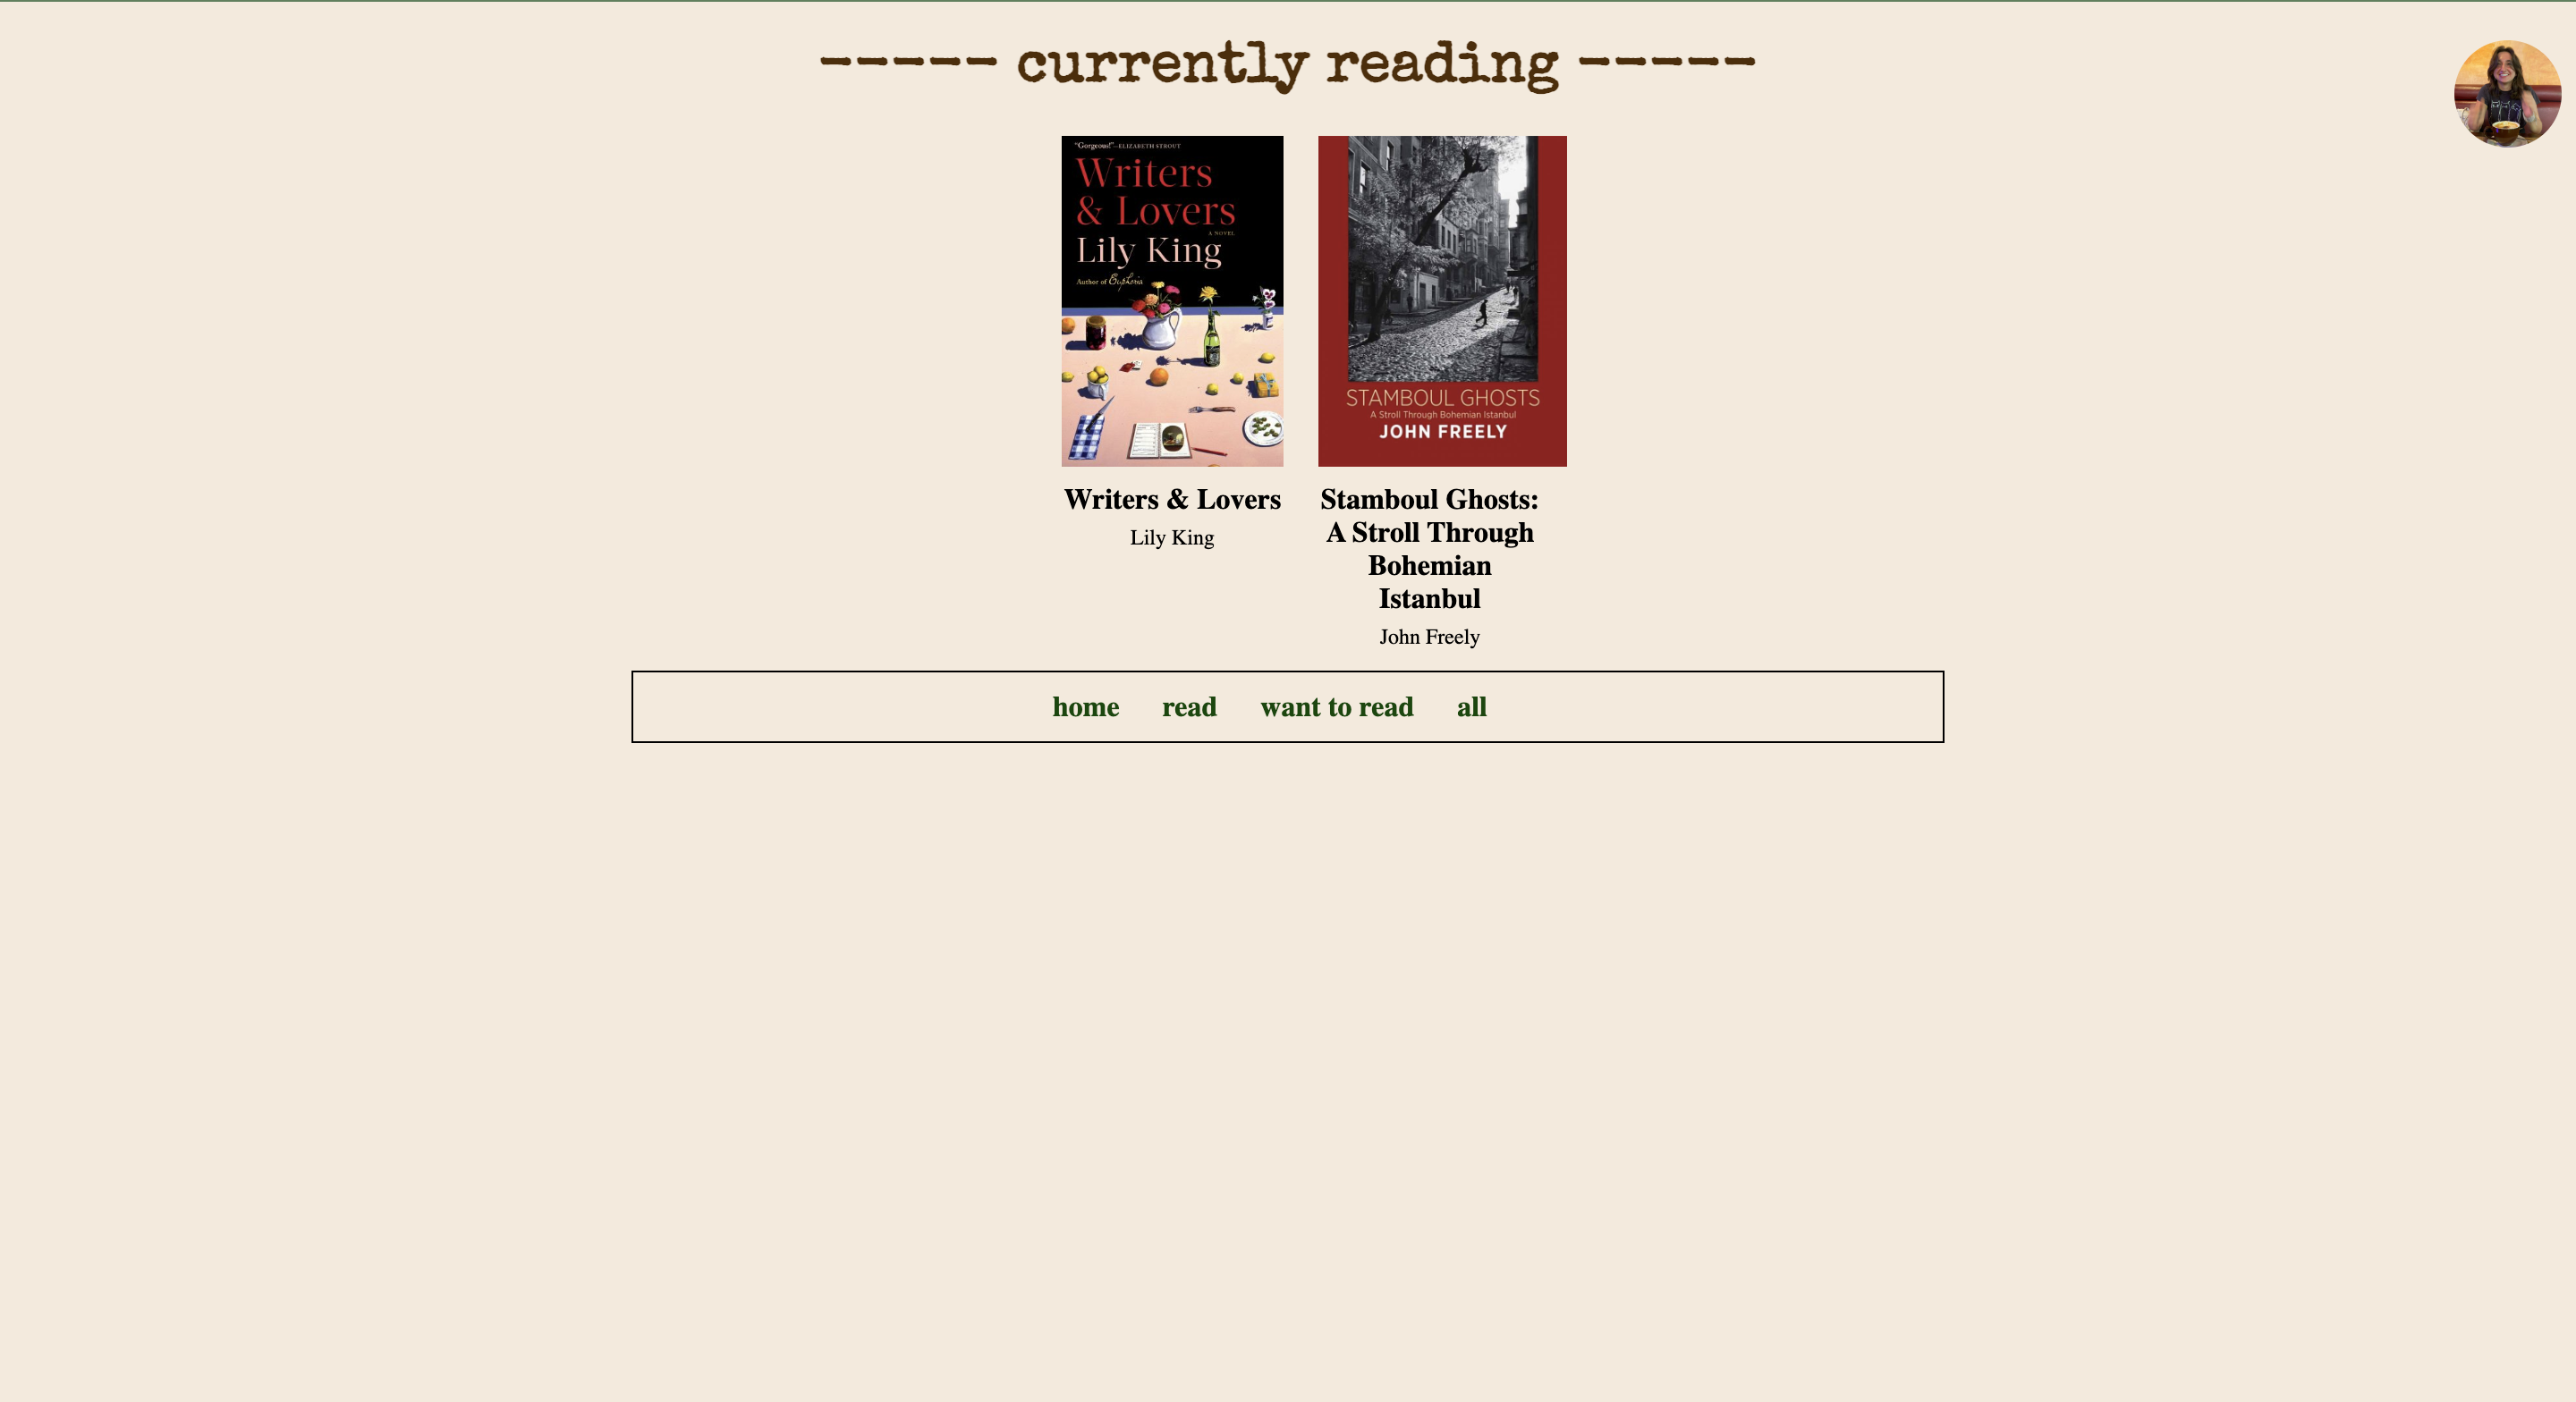 ----- currently reading -----
"Gorgeous!"—ELIZABETH STROUT
Writers
& Lovers
A NOVEL
Lily King
Author of Euphoria
STAMBOUL GHOSTS
A Stroll Through Bohemian Istanbul
JOHN FREELY
Writers & Lovers
Lily King
Stamboul Ghosts:
A Stroll Through
Bohemian
Istanbul
John Freely
home read want to read all